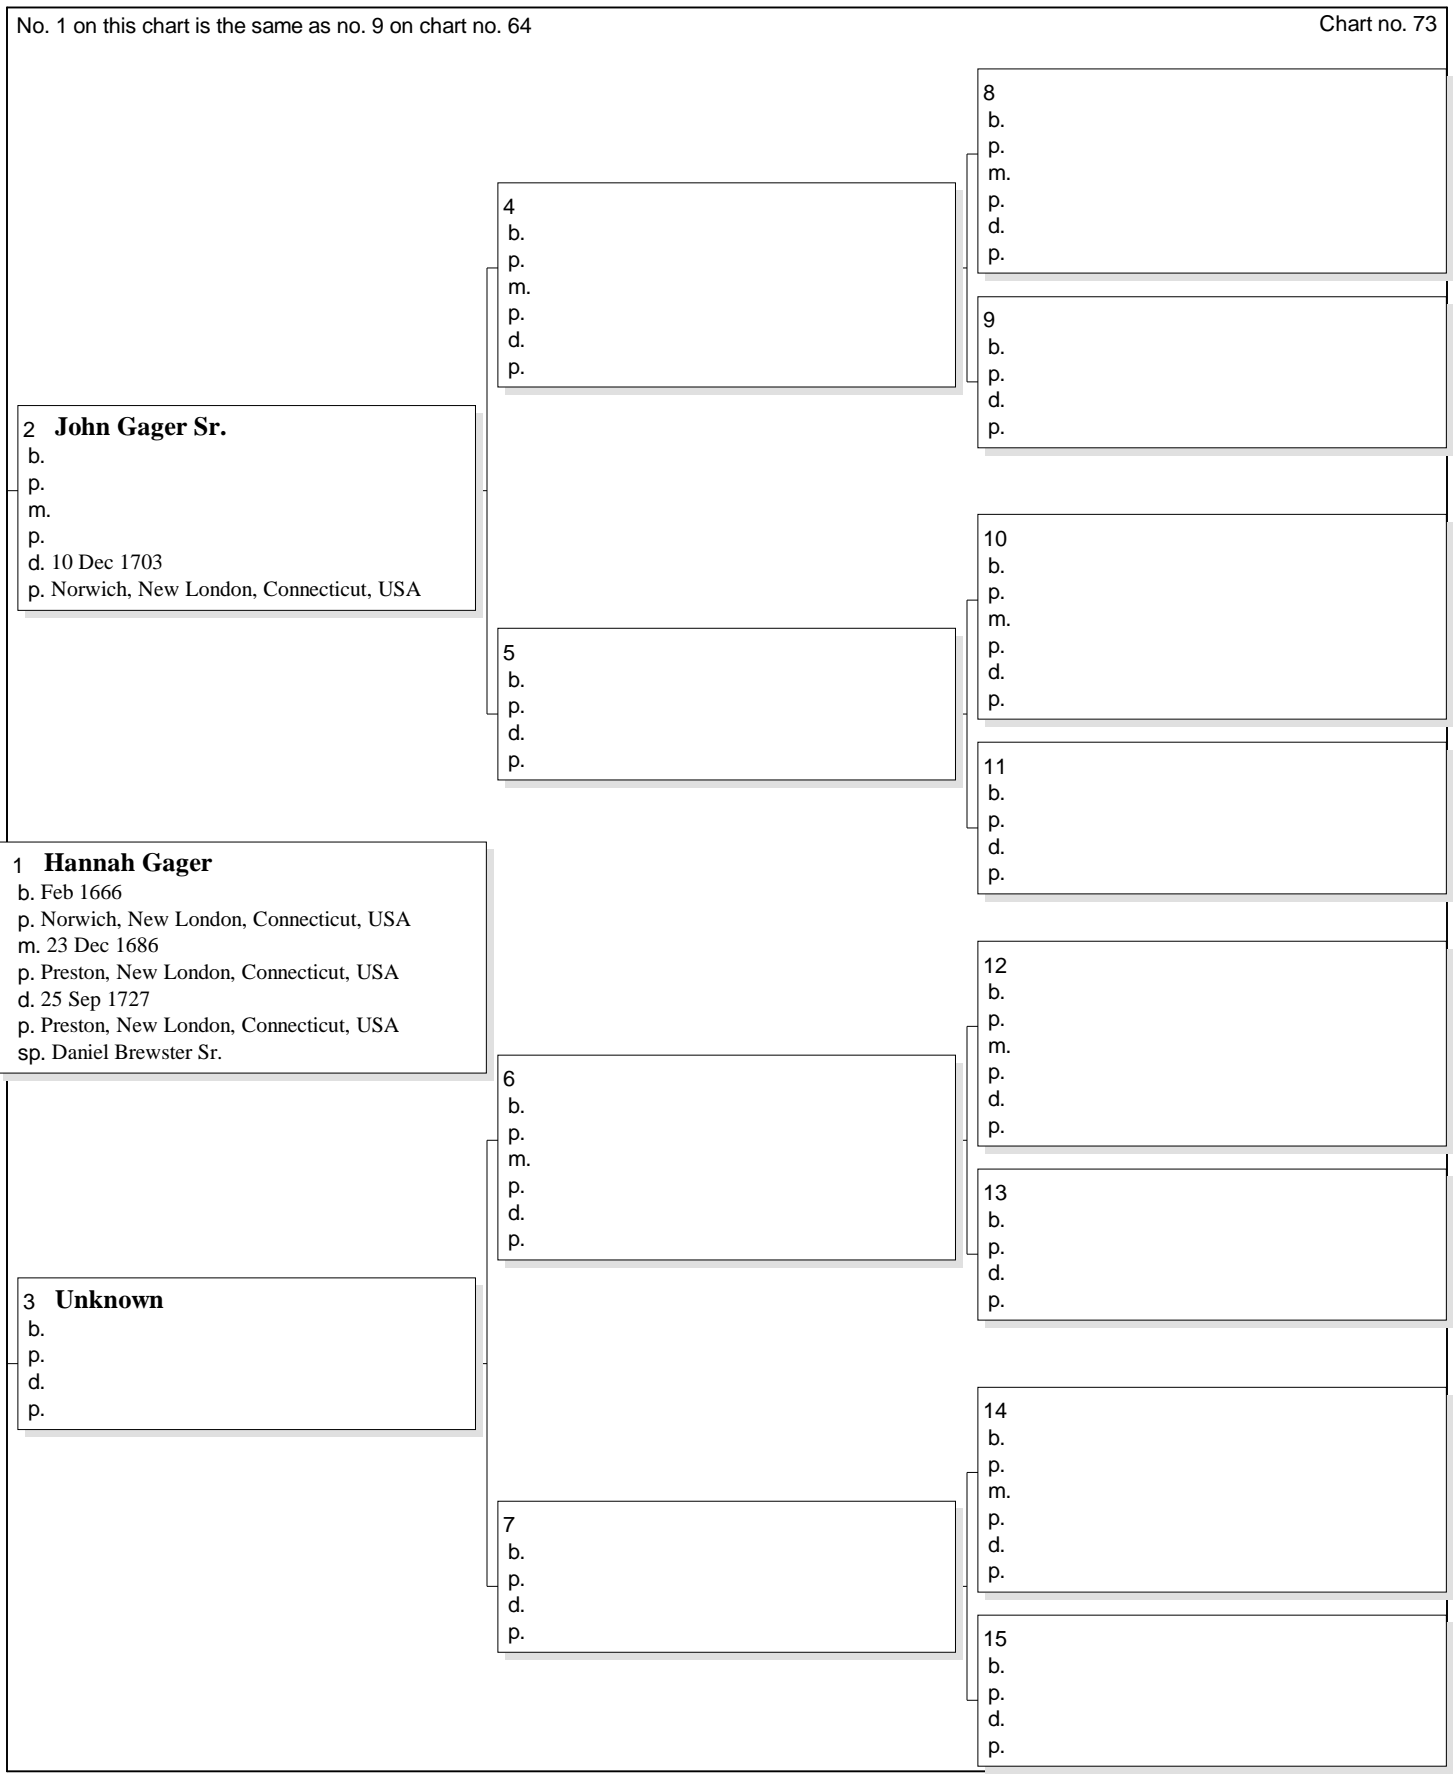 No. 1 on this chart is the same as no. 9 on chart no. 64
Chart no. 73
8
b.
p.
m.
p.
d.
p.
4
b.
p.
m.
p.
d.
p.
9
b.
p.
d.
p.
2 John Gager Sr.
b.
p.
m.
p.
d. 10 Dec 1703
p. Norwich, New London, Connecticut, USA
10
b.
p.
m.
p.
d.
p.
5
b.
p.
d.
p.
11
b.
p.
d.
p.
1 Hannah Gager
b. Feb 1666
p. Norwich, New London, Connecticut, USA
m. 23 Dec 1686
p. Preston, New London, Connecticut, USA
d. 25 Sep 1727
p. Preston, New London, Connecticut, USA
sp. Daniel Brewster Sr.
12
b.
p.
m.
p.
d.
p.
6
b.
p.
m.
p.
d.
p.
13
b.
p.
d.
p.
3 Unknown
b.
p.
d.
p.
14
b.
p.
m.
p.
d.
p.
7
b.
p.
d.
p.
15
b.
p.
d.
p.